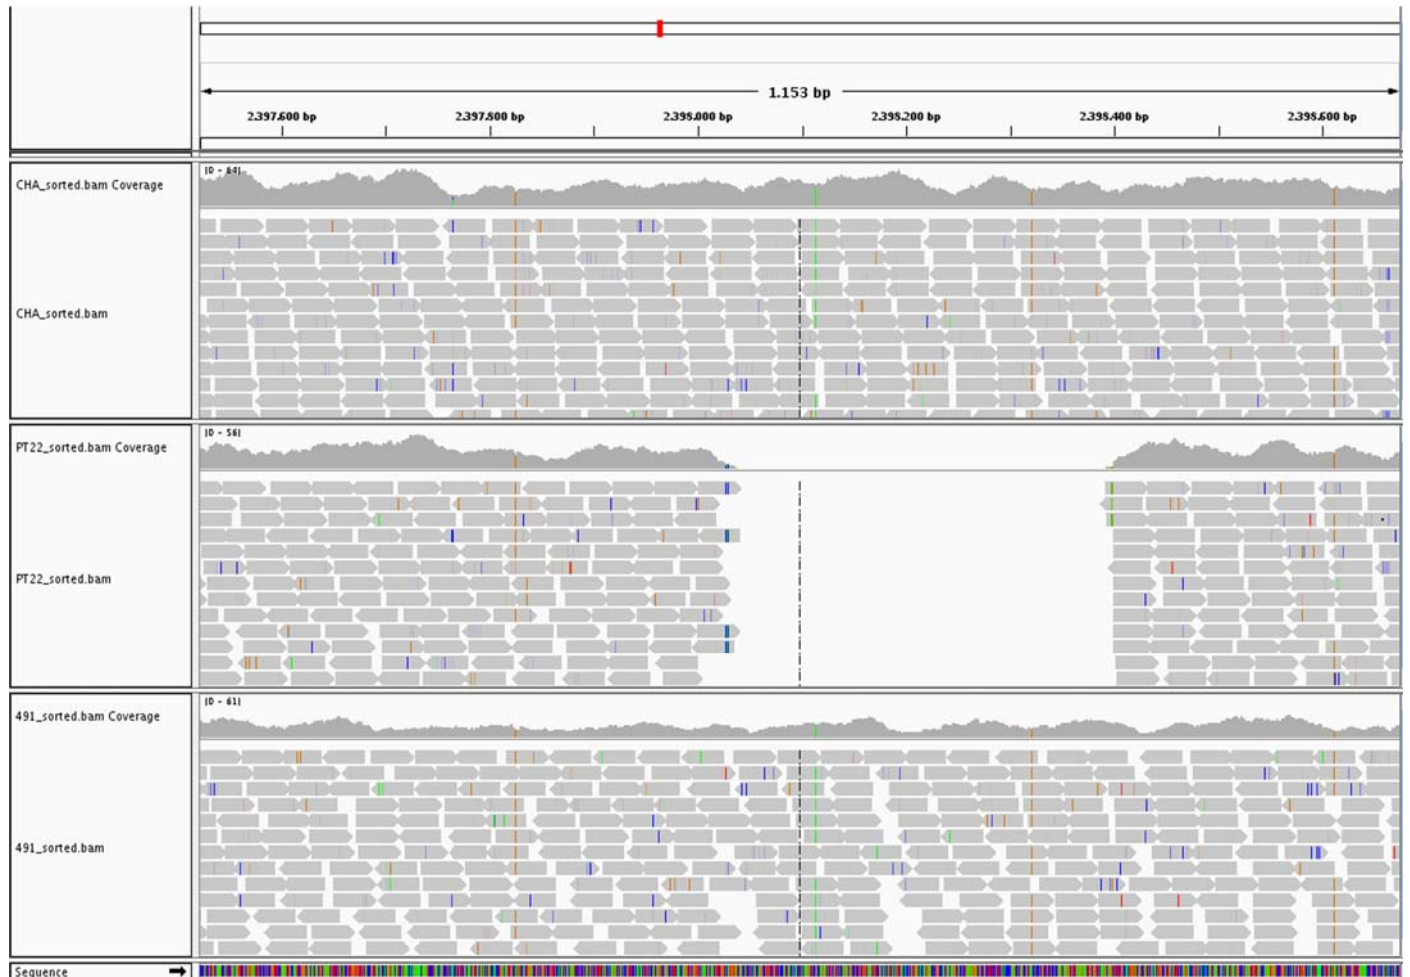 1.153 bp
2.397.600 bp 2.397.800 bp 2.398.000 bp 2.398.200 bp 2.398.400 bp 2.398.600 bp
CHA_sorted.bam Coverage
[0 - 64]
CHA_sorted.bam
PT22_sorted.bam Coverage
[0 - 56]
PT22_sorted.bam
491_sorted.bam Coverage
[0 - 61]
491_sorted.bam
Sequence